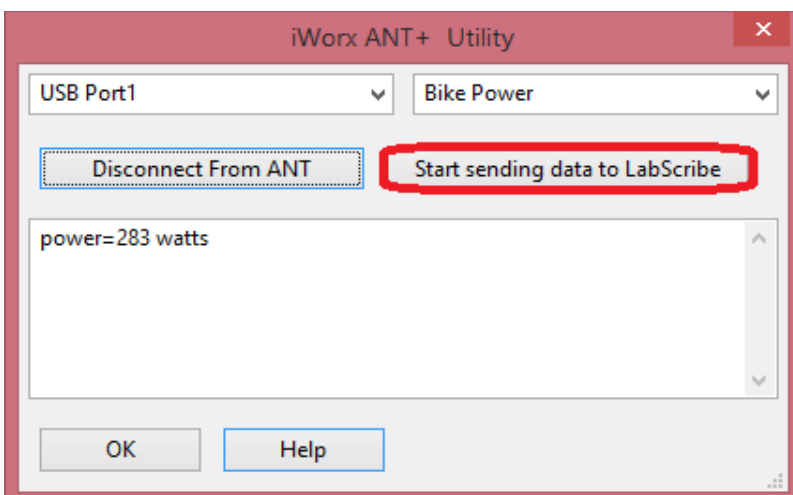 iWorx ANT+ Utility
USB Port1 Bike Power
Disconnect From ANT Start sending data to LabScribe
power=283 watts
OK Help